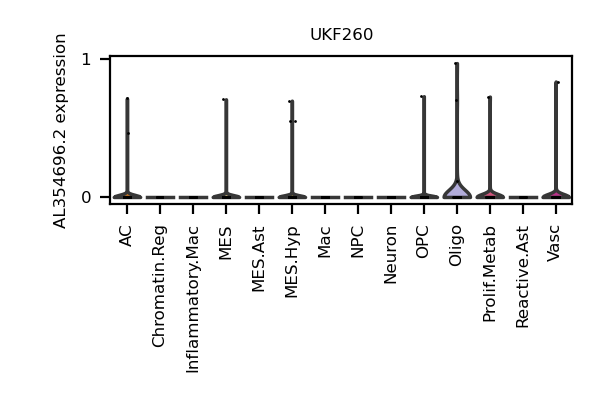 UKF260
AL354696.2 expression
1
0
AC
Chromatin.Reg
Inflammatory.Mac
MES
MES.Ast
MES.Hyp
Mac
NPC
Neuron
OPC
Oligo
Prolif.Metab
Reactive.Ast
Vasc